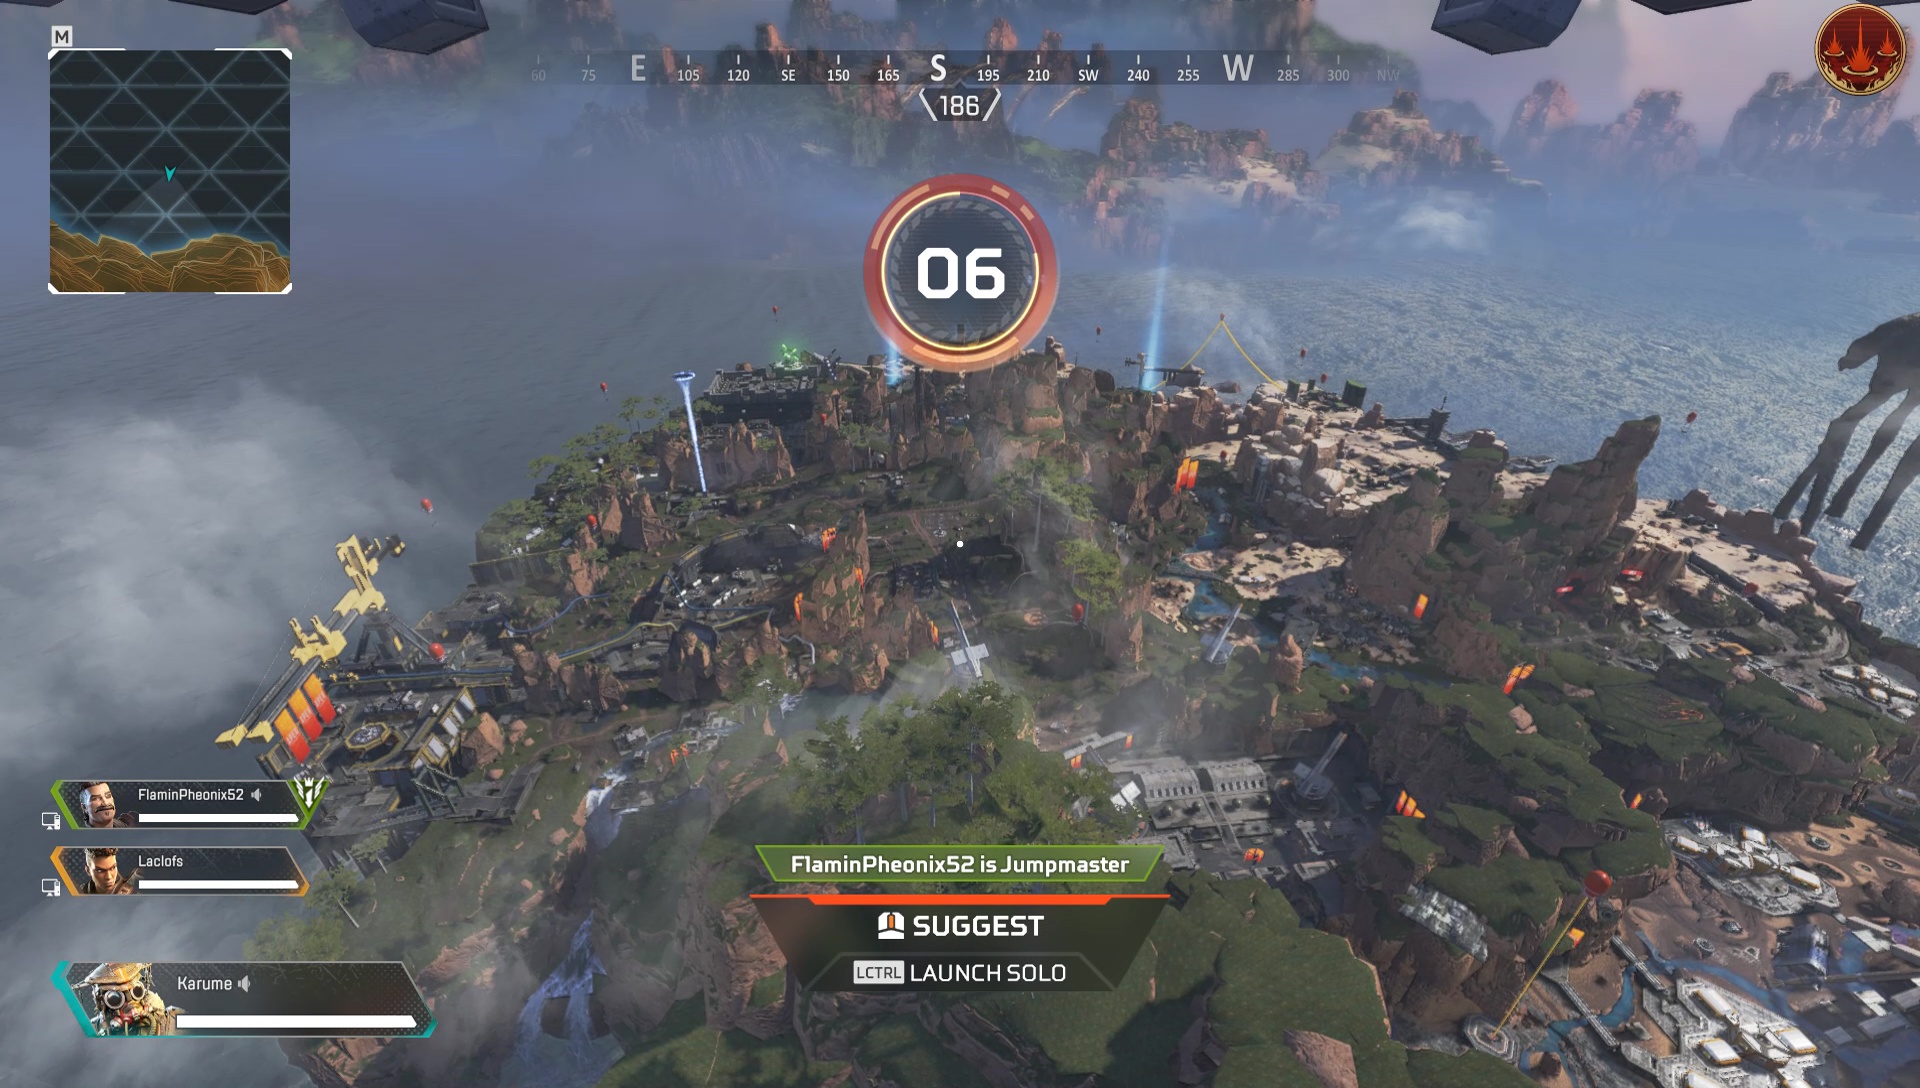 M
60 75 E 105 120 SE 150 165 S 195 210 SW 240 255 W 285 300 NW
186
06
FlaminPheonix52
Laclofs
Karume
FlaminPheonix52 is Jumpmaster
SUGGEST
LCTRL LAUNCH SOLO